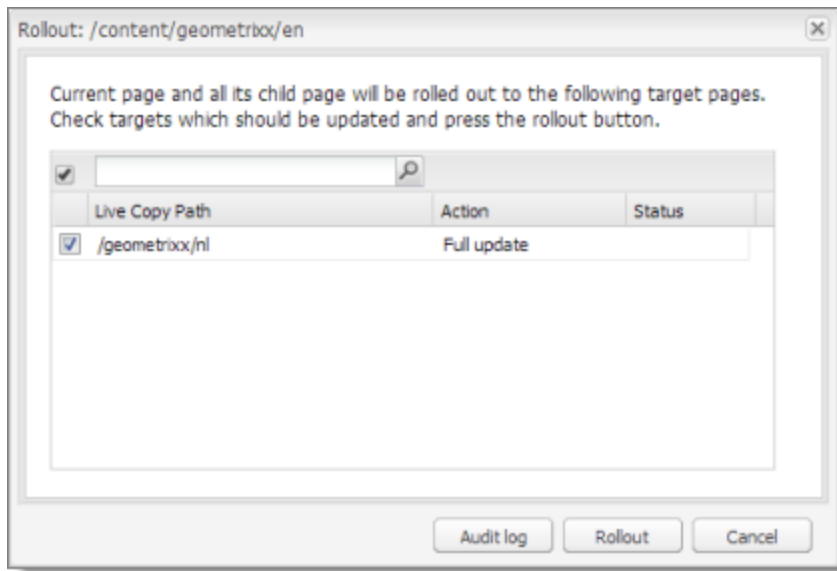 Rollout: /content/geometrixx/en
Current page and all its child page will be rolled out to the following target pages.
Check targets which should be updated and press the rollout button.
Live Copy Path Action Status
/geometrixx/nl Full update
Audit log Rollout Cancel